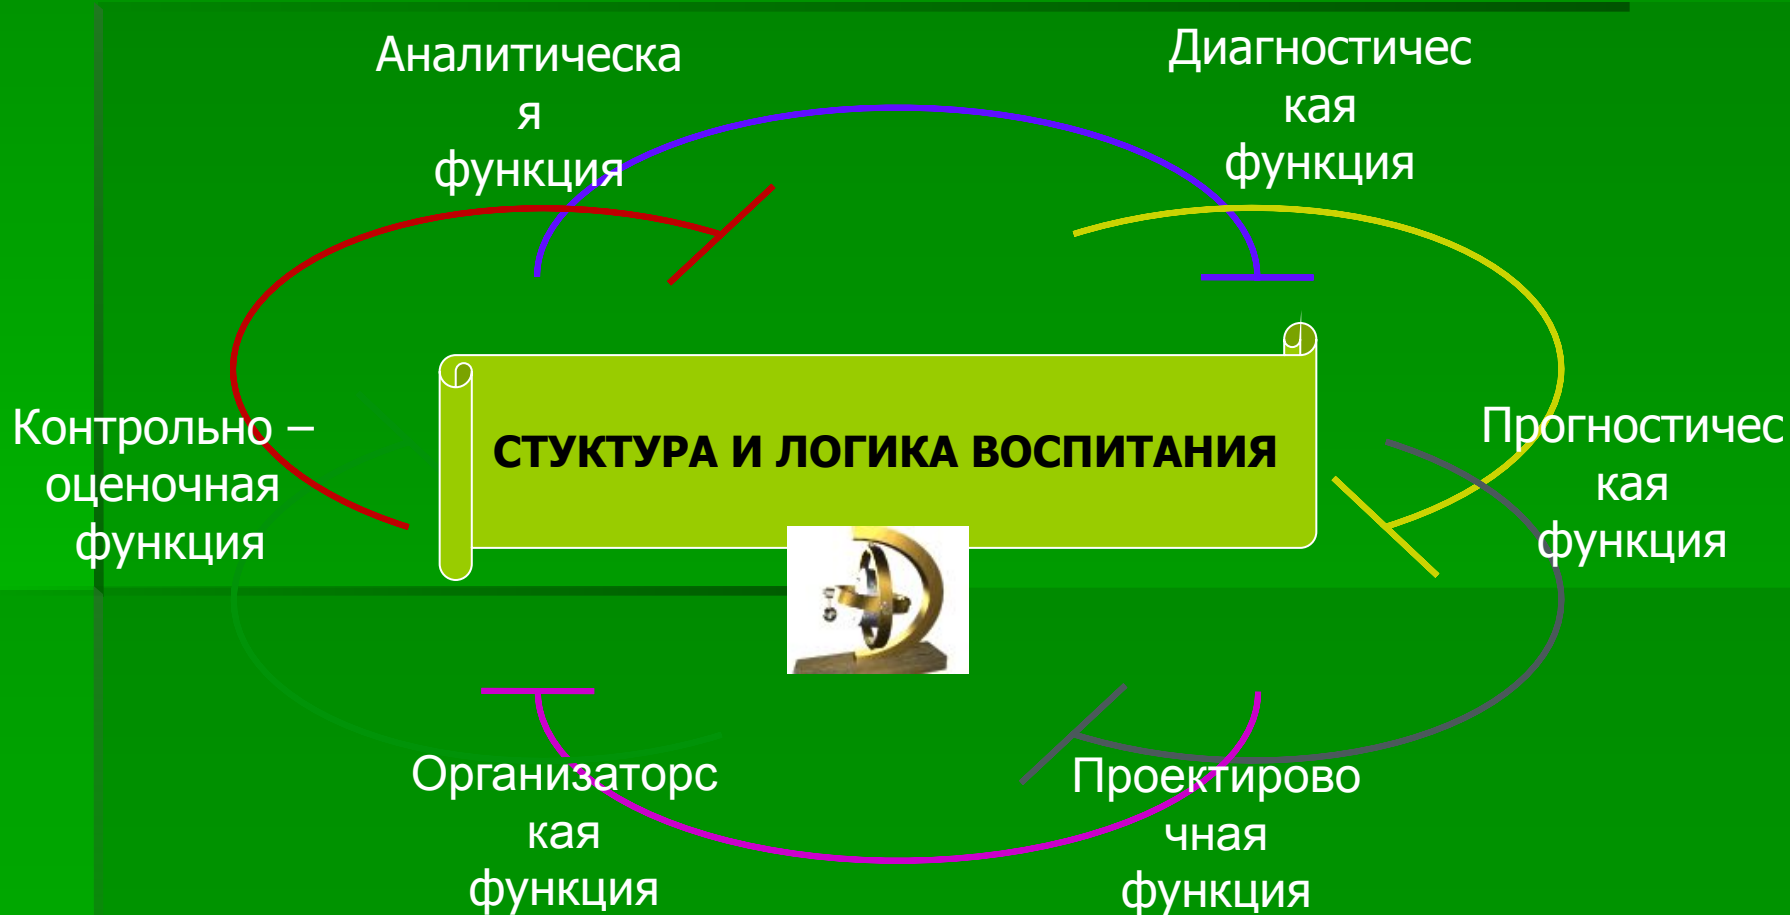 Аналитическа
я
функция
Диагностичес
кая
функция
Контрольно –
оценочная
функция
СТУКТУРА И ЛОГИКА ВОСПИТАНИЯ
Прогностичес
кая
функция
Организаторс
кая
функция
Проектирово
чная
функция